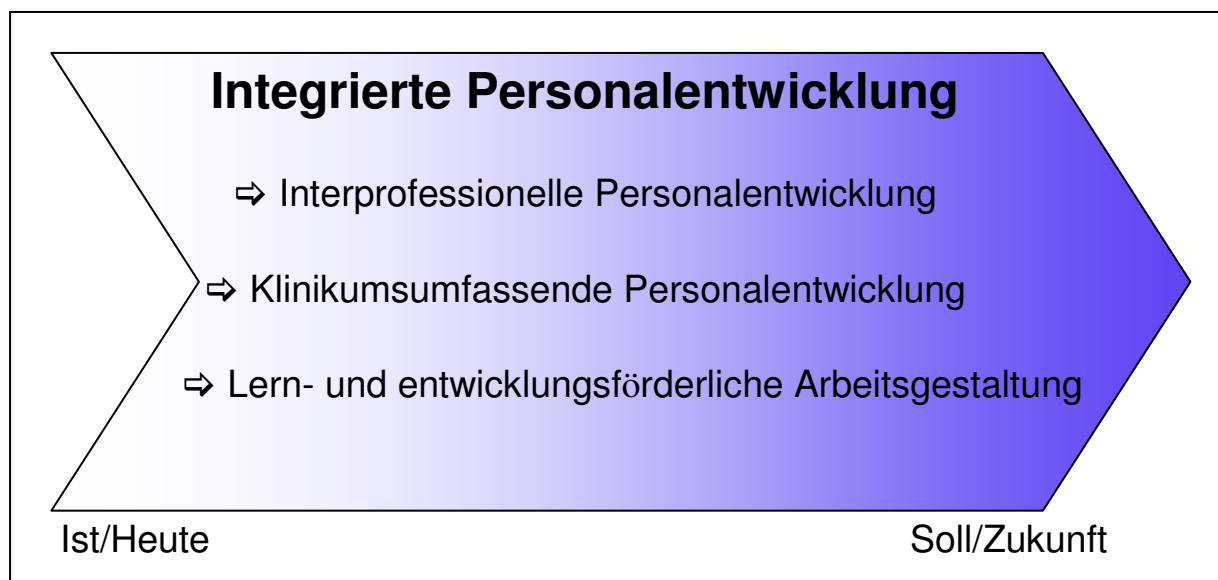 Integrierte Personalentwicklung
⇨ Interprofessionelle Personalentwicklung
⇨ Klinikumsumfassende Personalentwicklung
⇨ Lern- und entwicklungsförderliche Arbeitsgestaltung
Ist/Heute
Soll/Zukunft